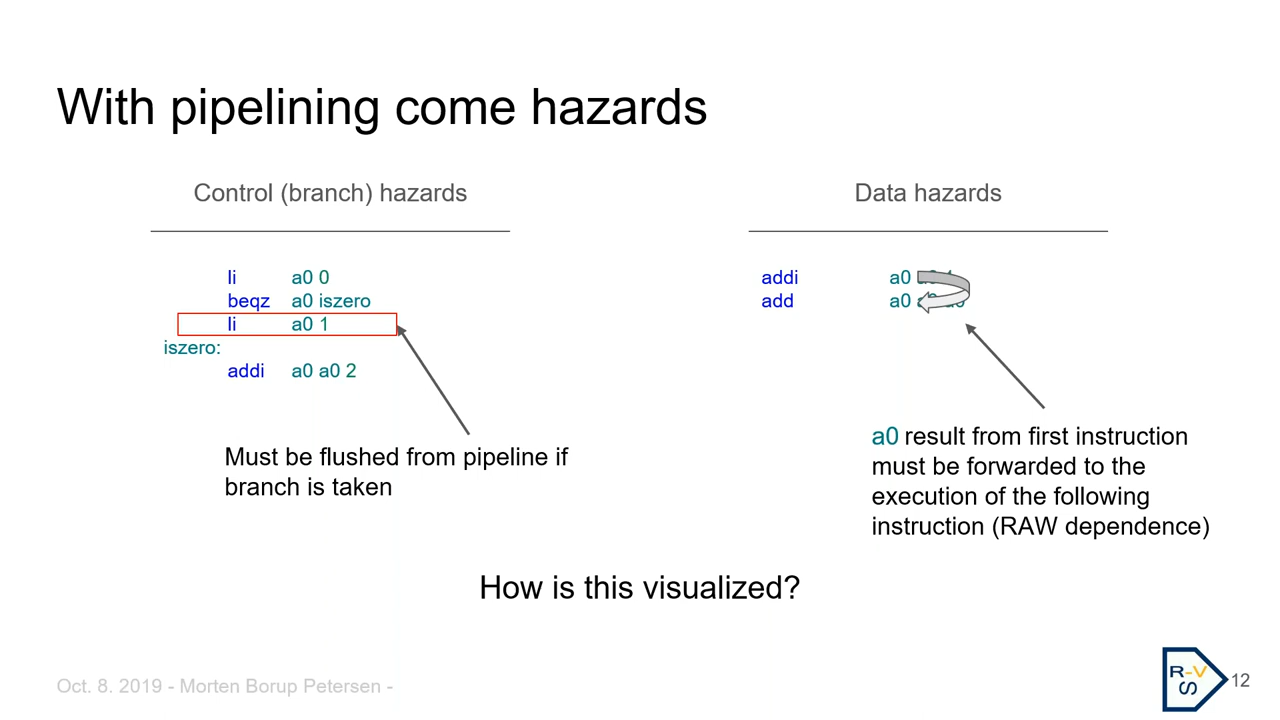 With pipelining come hazards
Control (branch) hazards
li a0 0
beqz a0 iszero
li a0 1
iszero:
addi a0 a0 2
Must be flushed from pipeline if
branch is taken
Data hazards
addi a0
add a0
a0 result from first instruction
must be forwarded to the
execution of the following
instruction (RAW dependence)
How is this visualized?
Oct. 8. 2019 - Morten Borup Petersen -
R-V
S
12